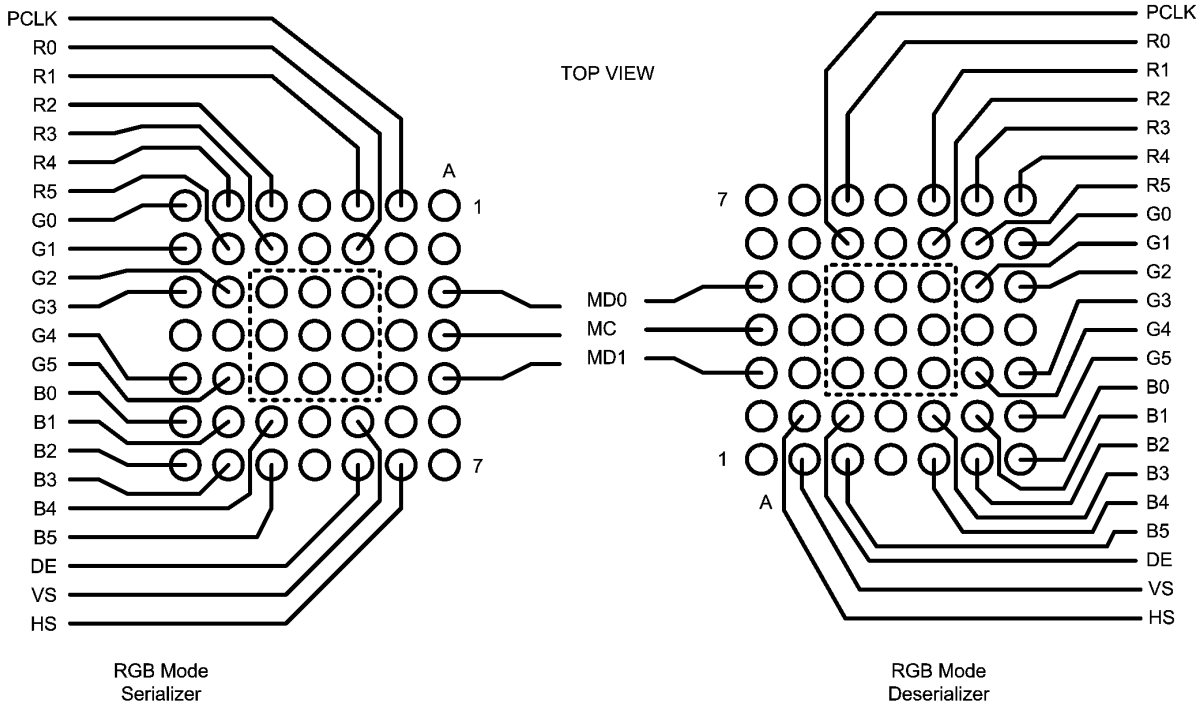 PCLK
R0
R1
R2
R3
R4
R5
G0
G1
G2
G3
G4
G5
B0
B1
B2
B3
B4
B5
DE
VS
HS
A
1
7
RGB Mode
Serializer
TOP VIEW
MD0
MC
MD1
7
1
A
PCLK
R0
R1
R2
R3
R4
R5
G0
G1
G2
G3
G4
G5
B0
B1
B2
B3
B4
B5
DE
VS
HS
RGB Mode
Deserializer